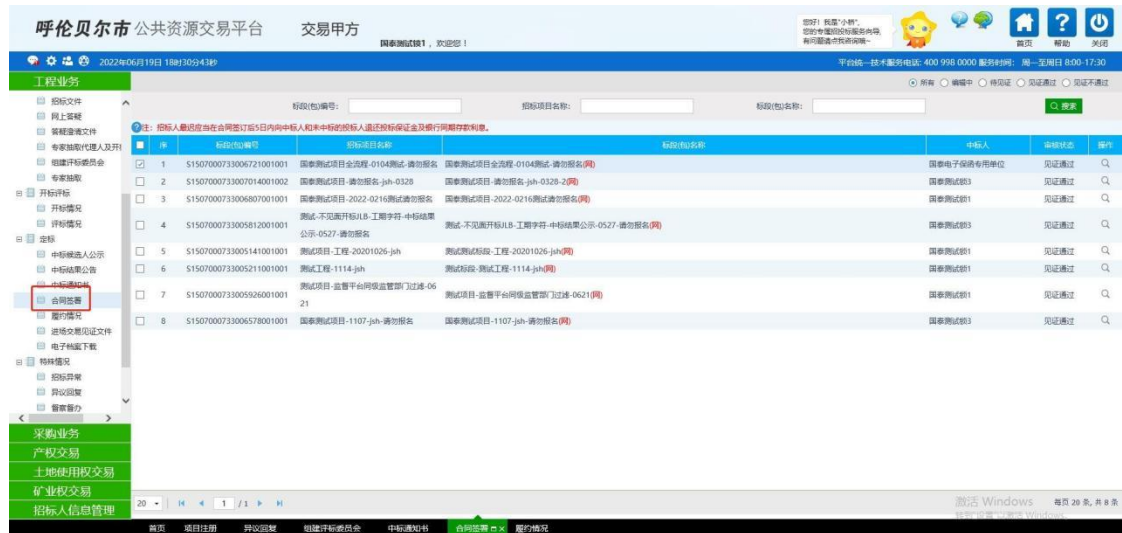 呼伦贝尔市 公共资源交易平台 交易甲方
国泰测试锁1，欢迎您！
您好！我是"小娇"，
您的专属招投标服务向导，
有问题请点我咨询哦~
首页 帮助 关闭
2022年06月19日 18时30分43秒
平台统一技术服务电话: 400 998 0000 服务时间： 周一至周日 8:00-17:30
工程业务
所有 编辑中 待见证 见证通过 见证不通过
招标文件
网上答疑
答疑澄清文件
专家抽取代理人及开
组建评标委员会
专家抽取
开标评标
开标情况
评标情况
定标
中标候选人公示
中标结果公告
中标通知书
合同签署
履约情况
进场交易见证文件
电子档案下载
特殊情况
招标异常
异议回复
督察督办
采购业务
产权交易
土地使用权交易
矿业权交易
招标人信息管理
标段(包)编号: 招标项目名称: 标段(包)名称: 搜索
注：招标人最迟应当在合同签订后5日内向中标人和未中标的投标人退还投标保证金及银行同期存款利息。
序 标段(包)编号 招标项目名称 标段(包)名称 中标人 审核状态 操作
1 S1507000733006721001001 国泰测试项目全流程-0104测试-请勿报名 国泰测试项目全流程-0104测试-请勿报名(网) 国泰电子保函专用单位 见证通过
2 S1507000733007014001002 国泰测试项目-请勿报名-jsh-0328 国泰测试项目-请勿报名-jsh-0328-2(网) 国泰测试锁3 见证通过
3 S1507000733006807001001 国泰测试项目-2022-0216测试请勿报名 国泰测试项目-2022-0216测试请勿报名(网) 国泰测试锁1 见证通过
4 S1507000733005812001001 测试-不见面开标JLB-工期字符-中标结果公示-0527-请勿报名 测试-不见面开标JLB-工期字符-中标结果公示-0527-请勿报名(网) 国泰测试锁3 见证通过
5 S1507000733005141001001 测试项目-工程-20201026-jsh 测试测试标段-工程-20201026-jsh(网) 国泰测试锁1 见证通过
6 S1507000733005211001001 测试工程-1114-jsh 测试标段-测试工程-1114-jsh(网) 国泰测试锁1 见证通过
7 S1507000733005926001001 测试项目-监督平台同级监管部门过滤-0621 测试项目-监督平台同级监管部门过滤-0621(网) 国泰测试锁1 见证通过
8 S1507000733006578001001 国泰测试项目-1107-jsh-请勿报名 国泰测试项目-1107-jsh-请勿报名(网) 国泰测试锁3 见证通过
20 1 /1
激活 Windows
每页 20 条, 共 8 条
转到"设置"以激活 Windows。
首页 项目注册 异议回复 组建评标委员会 中标通知书 合同签署 履约情况